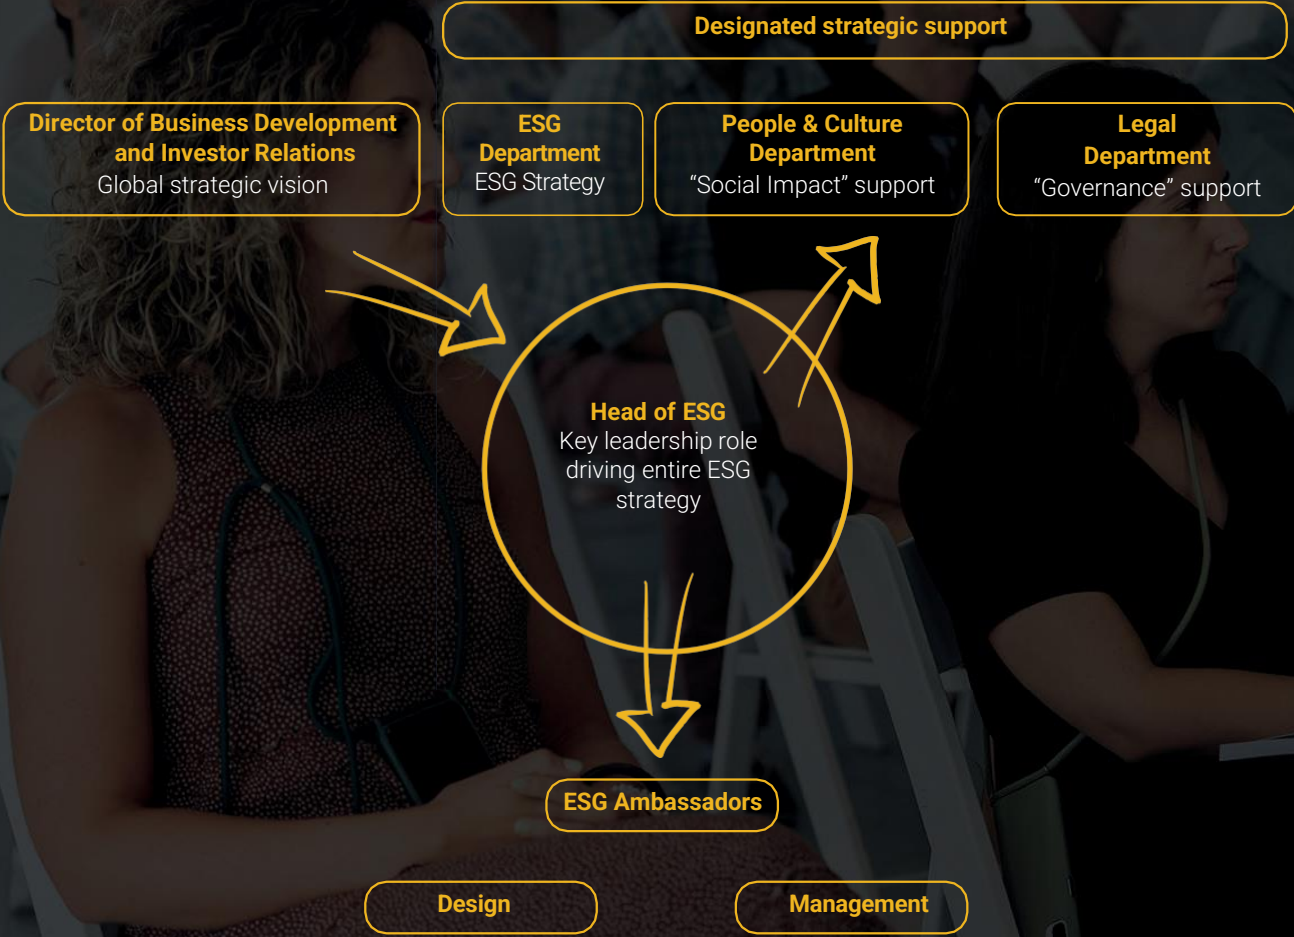 Designated strategic support
Director of Business Development
and Investor Relations
Global strategic vision
ESG
Department
ESG Strategy
People & Culture
Department
“Social Impact” support
Legal
Department
“Governance” support
Head of ESG
Key leadership role
driving entire ESG
strategy
ESG Ambassadors
Design
Management